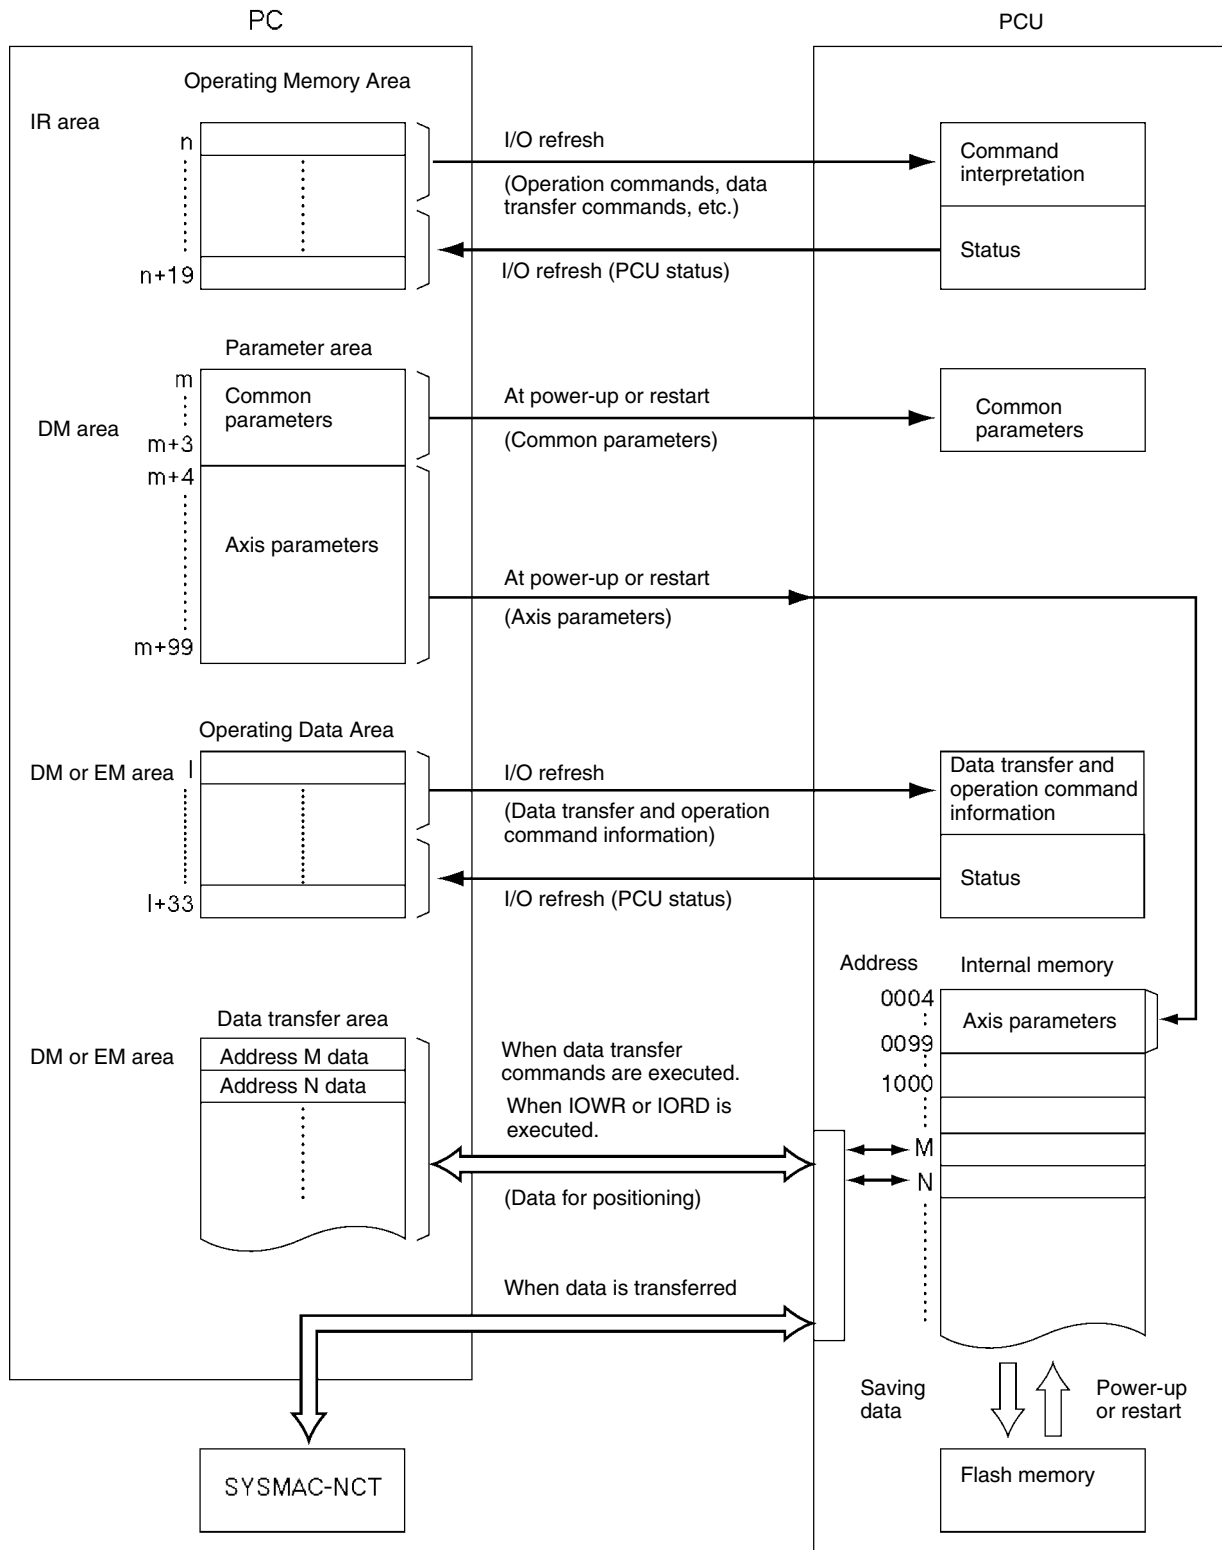 PC
PCU
Operating Memory Area
IR area
n
n+19
I/O refresh
(Operation commands, data
transfer commands, etc.)
I/O refresh (PCU status)
Command
interpretation
Status
Parameter area
DM area
m
m+3
m+4
m+99
Common
parameters
Axis parameters
At power-up or restart
(Common parameters)
Common
parameters
At power-up or restart
(Axis parameters)
Operating Data Area
DM or EM area
l
l+33
I/O refresh
(Data transfer and operation
command information)
I/O refresh (PCU status)
Data transfer and
operation command
information
Status
Address
Internal memory
0004
0099
1000
M
N
Axis parameters
Data transfer area
DM or EM area
Address M data
Address N data
When data transfer
commands are executed.
When IOWR or IORD is
executed.
(Data for positioning)
When data is transferred
Saving
data
Power-up
or restart
SYSMAC-NCT
Flash memory